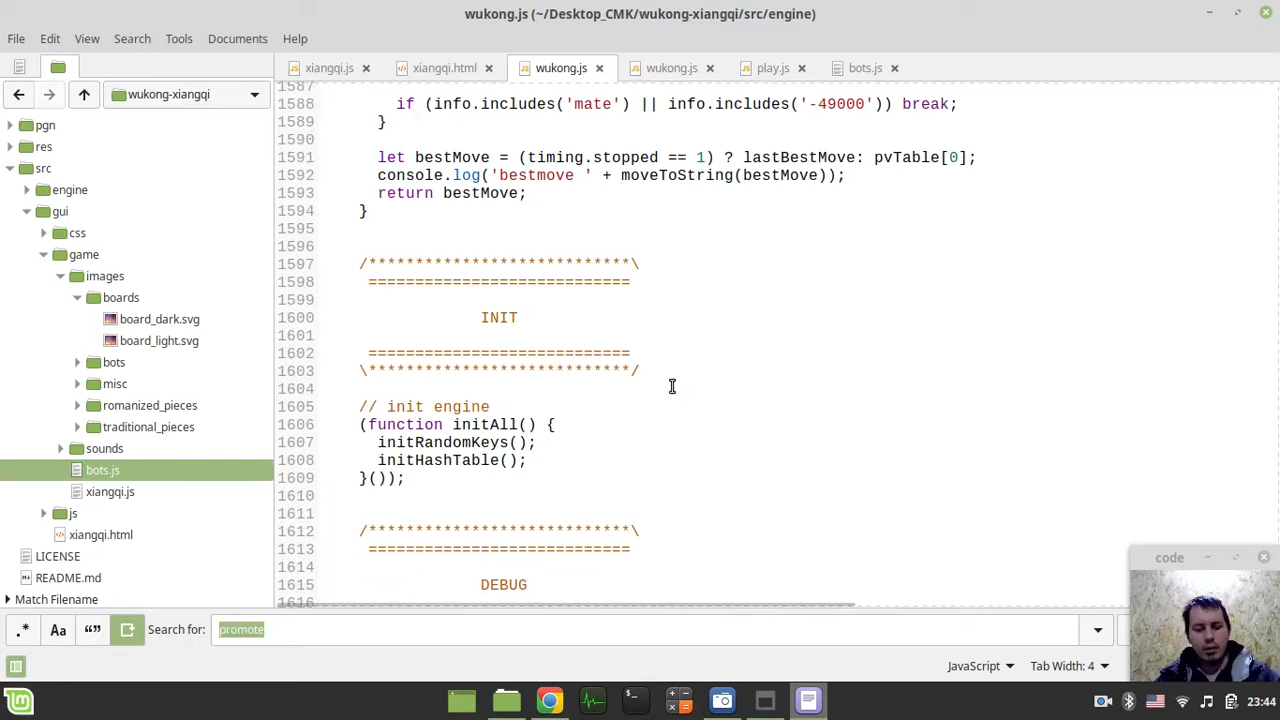 wukong.js (~/Desktop_CMK/wukong-xiangqi/src/engine)
File Edit View Search Tools Documents Help
xiangqi.js xiangqi.html wukong.js wukong.js play.js bots.js
wukong-xiangqi
pgn
res
src
engine
gui
css
game
images
boards
board_dark.svg
board_light.svg
bots
misc
romanized_pieces
traditional_pieces
sounds
bots.js
xiangqi.js
js
xiangqi.html
LICENSE
README.md
Match Filename
1587
1588 if (info.includes('mate') || info.includes('-49000')) break;
1589 }
1590
1591 let bestMove = (timing.stopped == 1) ? lastBestMove: pvTable[0];
1592 console.log('bestmove ' + moveToString(bestMove));
1593 return bestMove;
1594 }
1595
1596
1597 /****************************\
1598 ============================
1599
1600 INIT
1601
1602 ============================
1603 \****************************/
1604
1605 // init engine
1606 (function initAll() {
1607 initRandomKeys();
1608 initHashTable();
1609 }());
1610
1611
1612 /****************************\
1613 ============================
1614
1615 DEBUG
1616
code
.* Aa “” Search for: promote
JavaScript Tab Width: 4
23:44